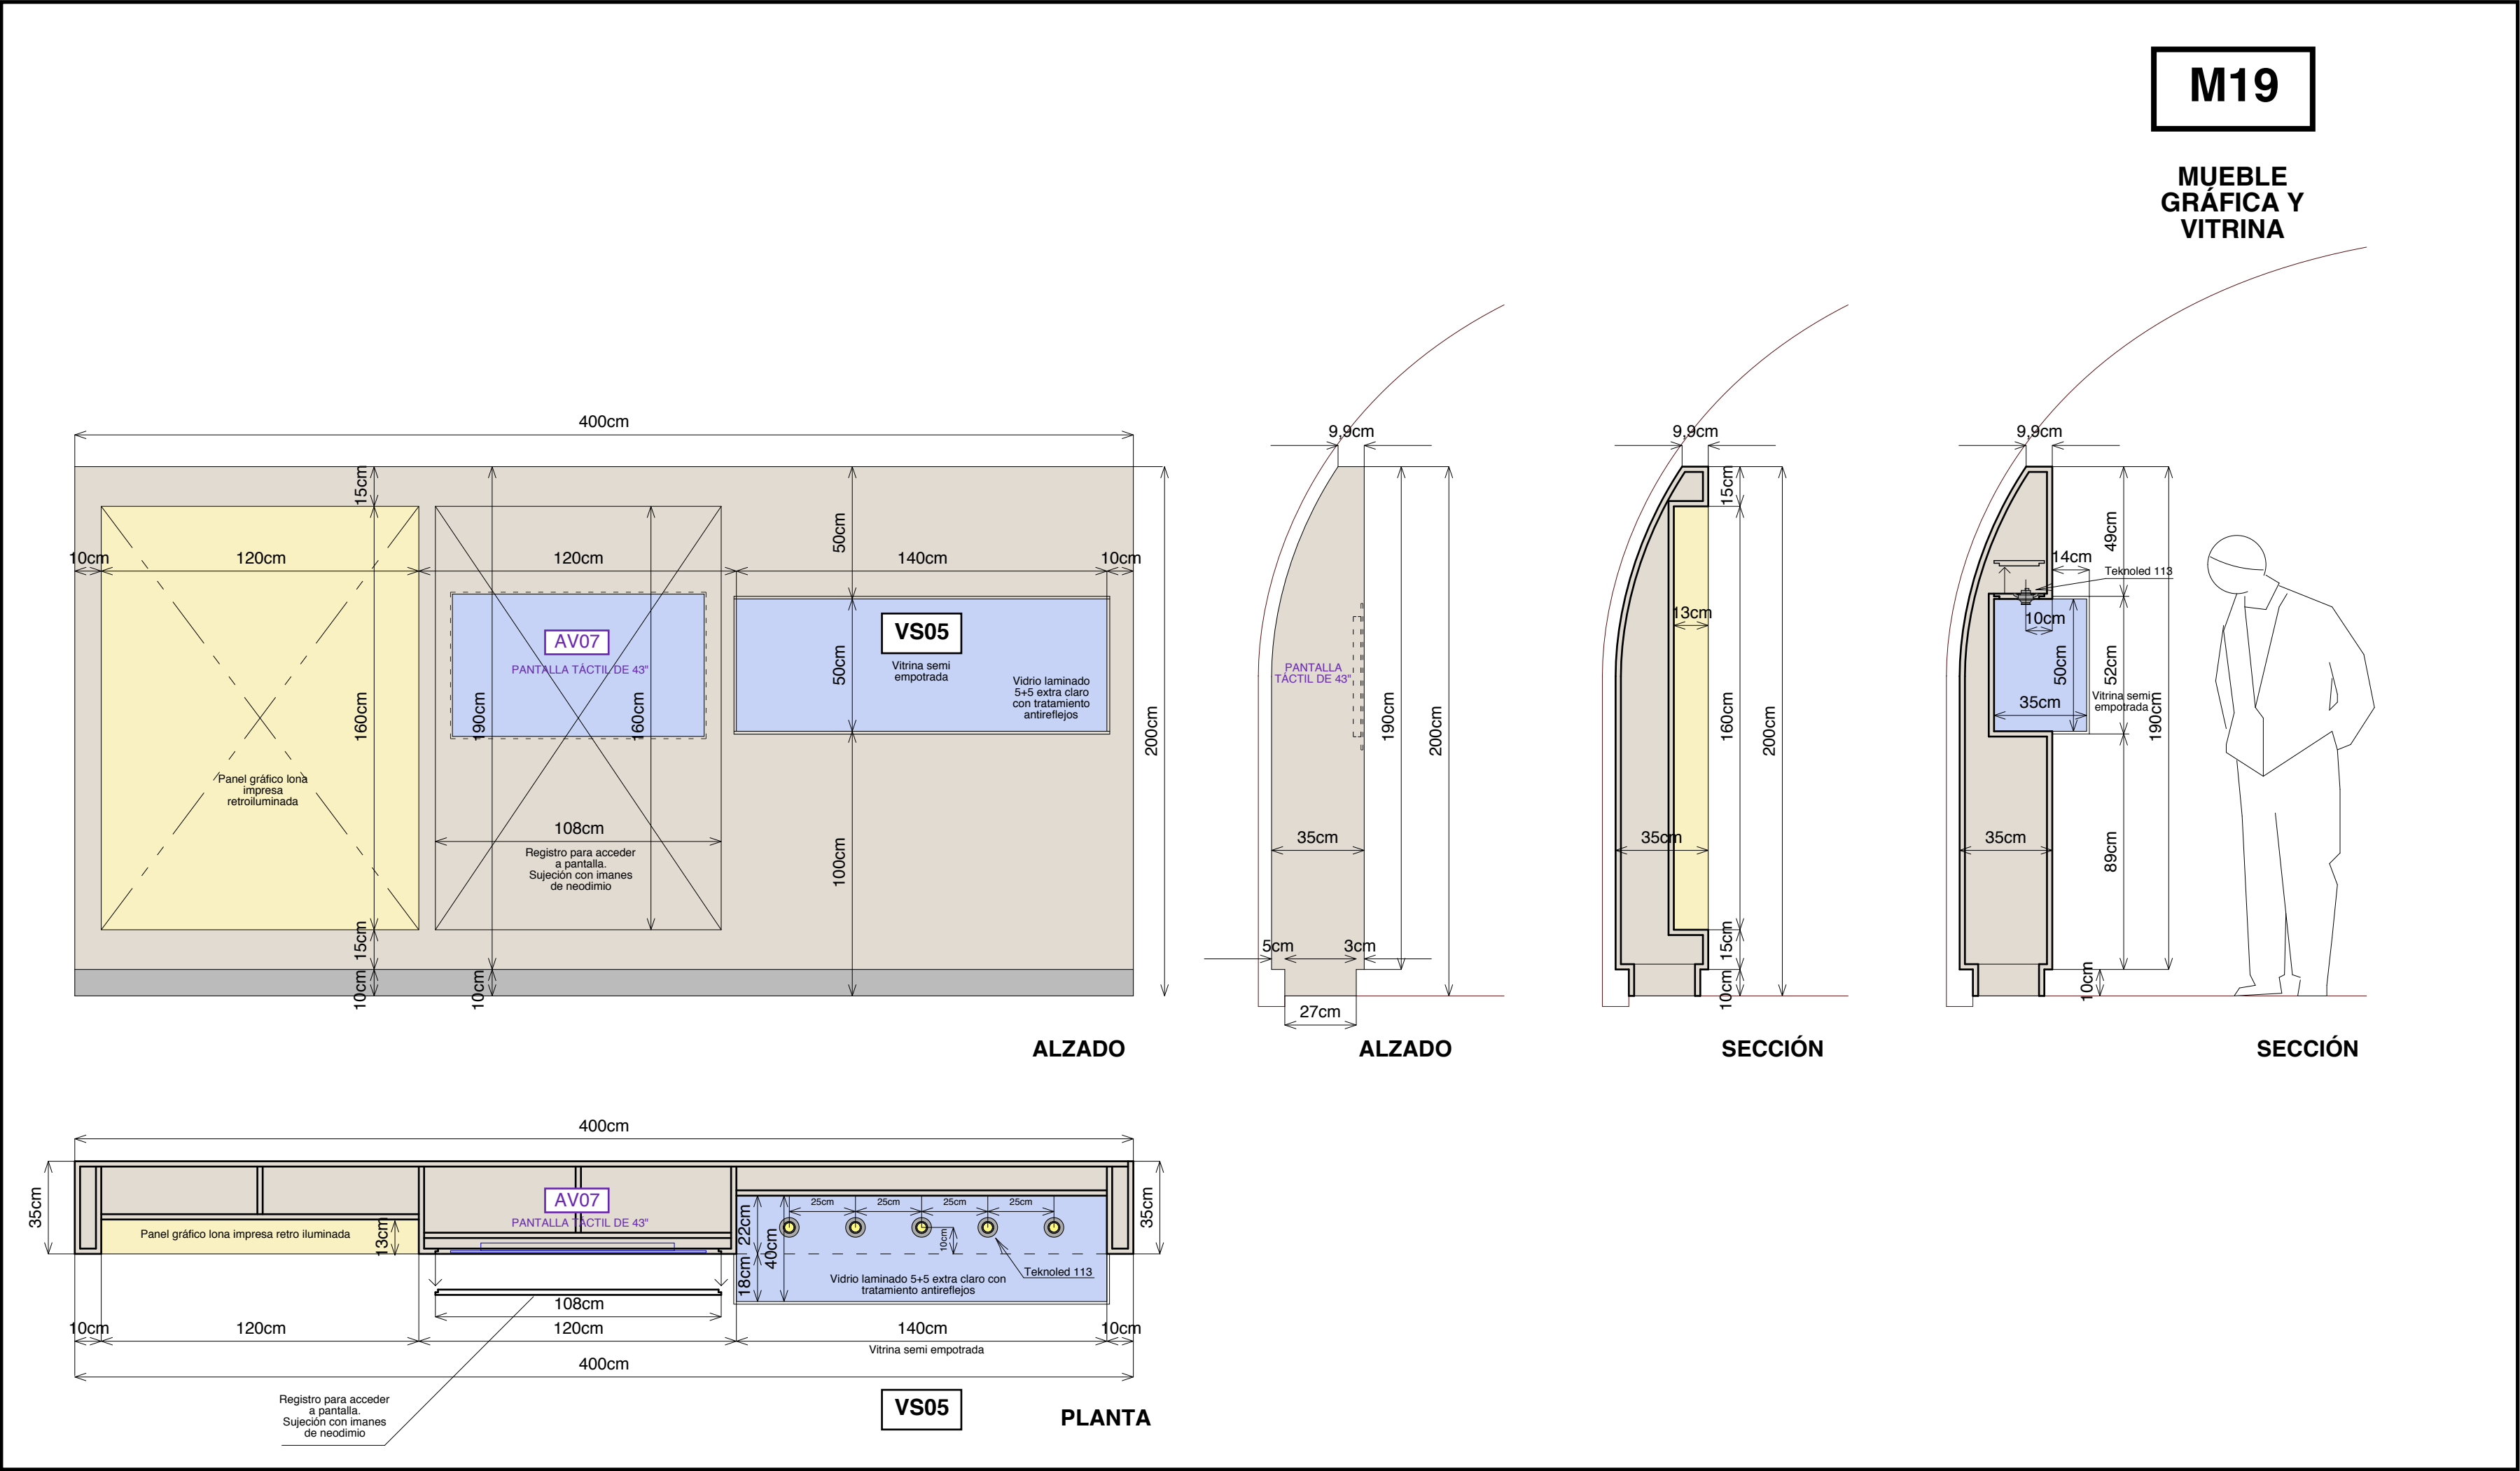 M19
MUEBLE
GRÁFICA Y
VITRINA
400cm
15cm
10cm
120cm
120cm
50cm
140cm
10cm
AV07
PANTALLA TÁCTIL DE 43"
VS05
Vitrina semi
empotrada
Vidrio laminado
5+5 extra claro
con tratamiento
antireflejos
50cm
160cm
190cm
160cm
200cm
Panel gráfico lona
impresa
retroiluminada
108cm
Registro para acceder
a pantalla.
Sujeción con imanes
de neodimio
100cm
15cm
10cm
10cm
ALZADO
9,9cm
PANTALLA
TÁCTIL DE 43"
190cm
200cm
35cm
5cm
3cm
27cm
ALZADO
9,9cm
15cm
13cm
160cm
200cm
35cm
15cm
10cm
SECCIÓN
9,9cm
49cm
14cm
Teknoled 113
10cm
50cm
52cm
35cm
Vitrina semi
empotrada
190cm
35cm
89cm
10cm
SECCIÓN
400cm
35cm
AV07
PANTALLA TÁCTIL DE 43"
Panel gráfico lona impresa retro iluminada
13cm
25cm
25cm
25cm
25cm
22cm
40cm
10cm
18cm
Teknoled 113
Vidrio laminado 5+5 extra claro con
tratamiento antireflejos
35cm
108cm
10cm
120cm
120cm
140cm
10cm
Vitrina semi empotrada
400cm
Registro para acceder
a pantalla.
Sujeción con imanes
de neodimio
VS05
PLANTA